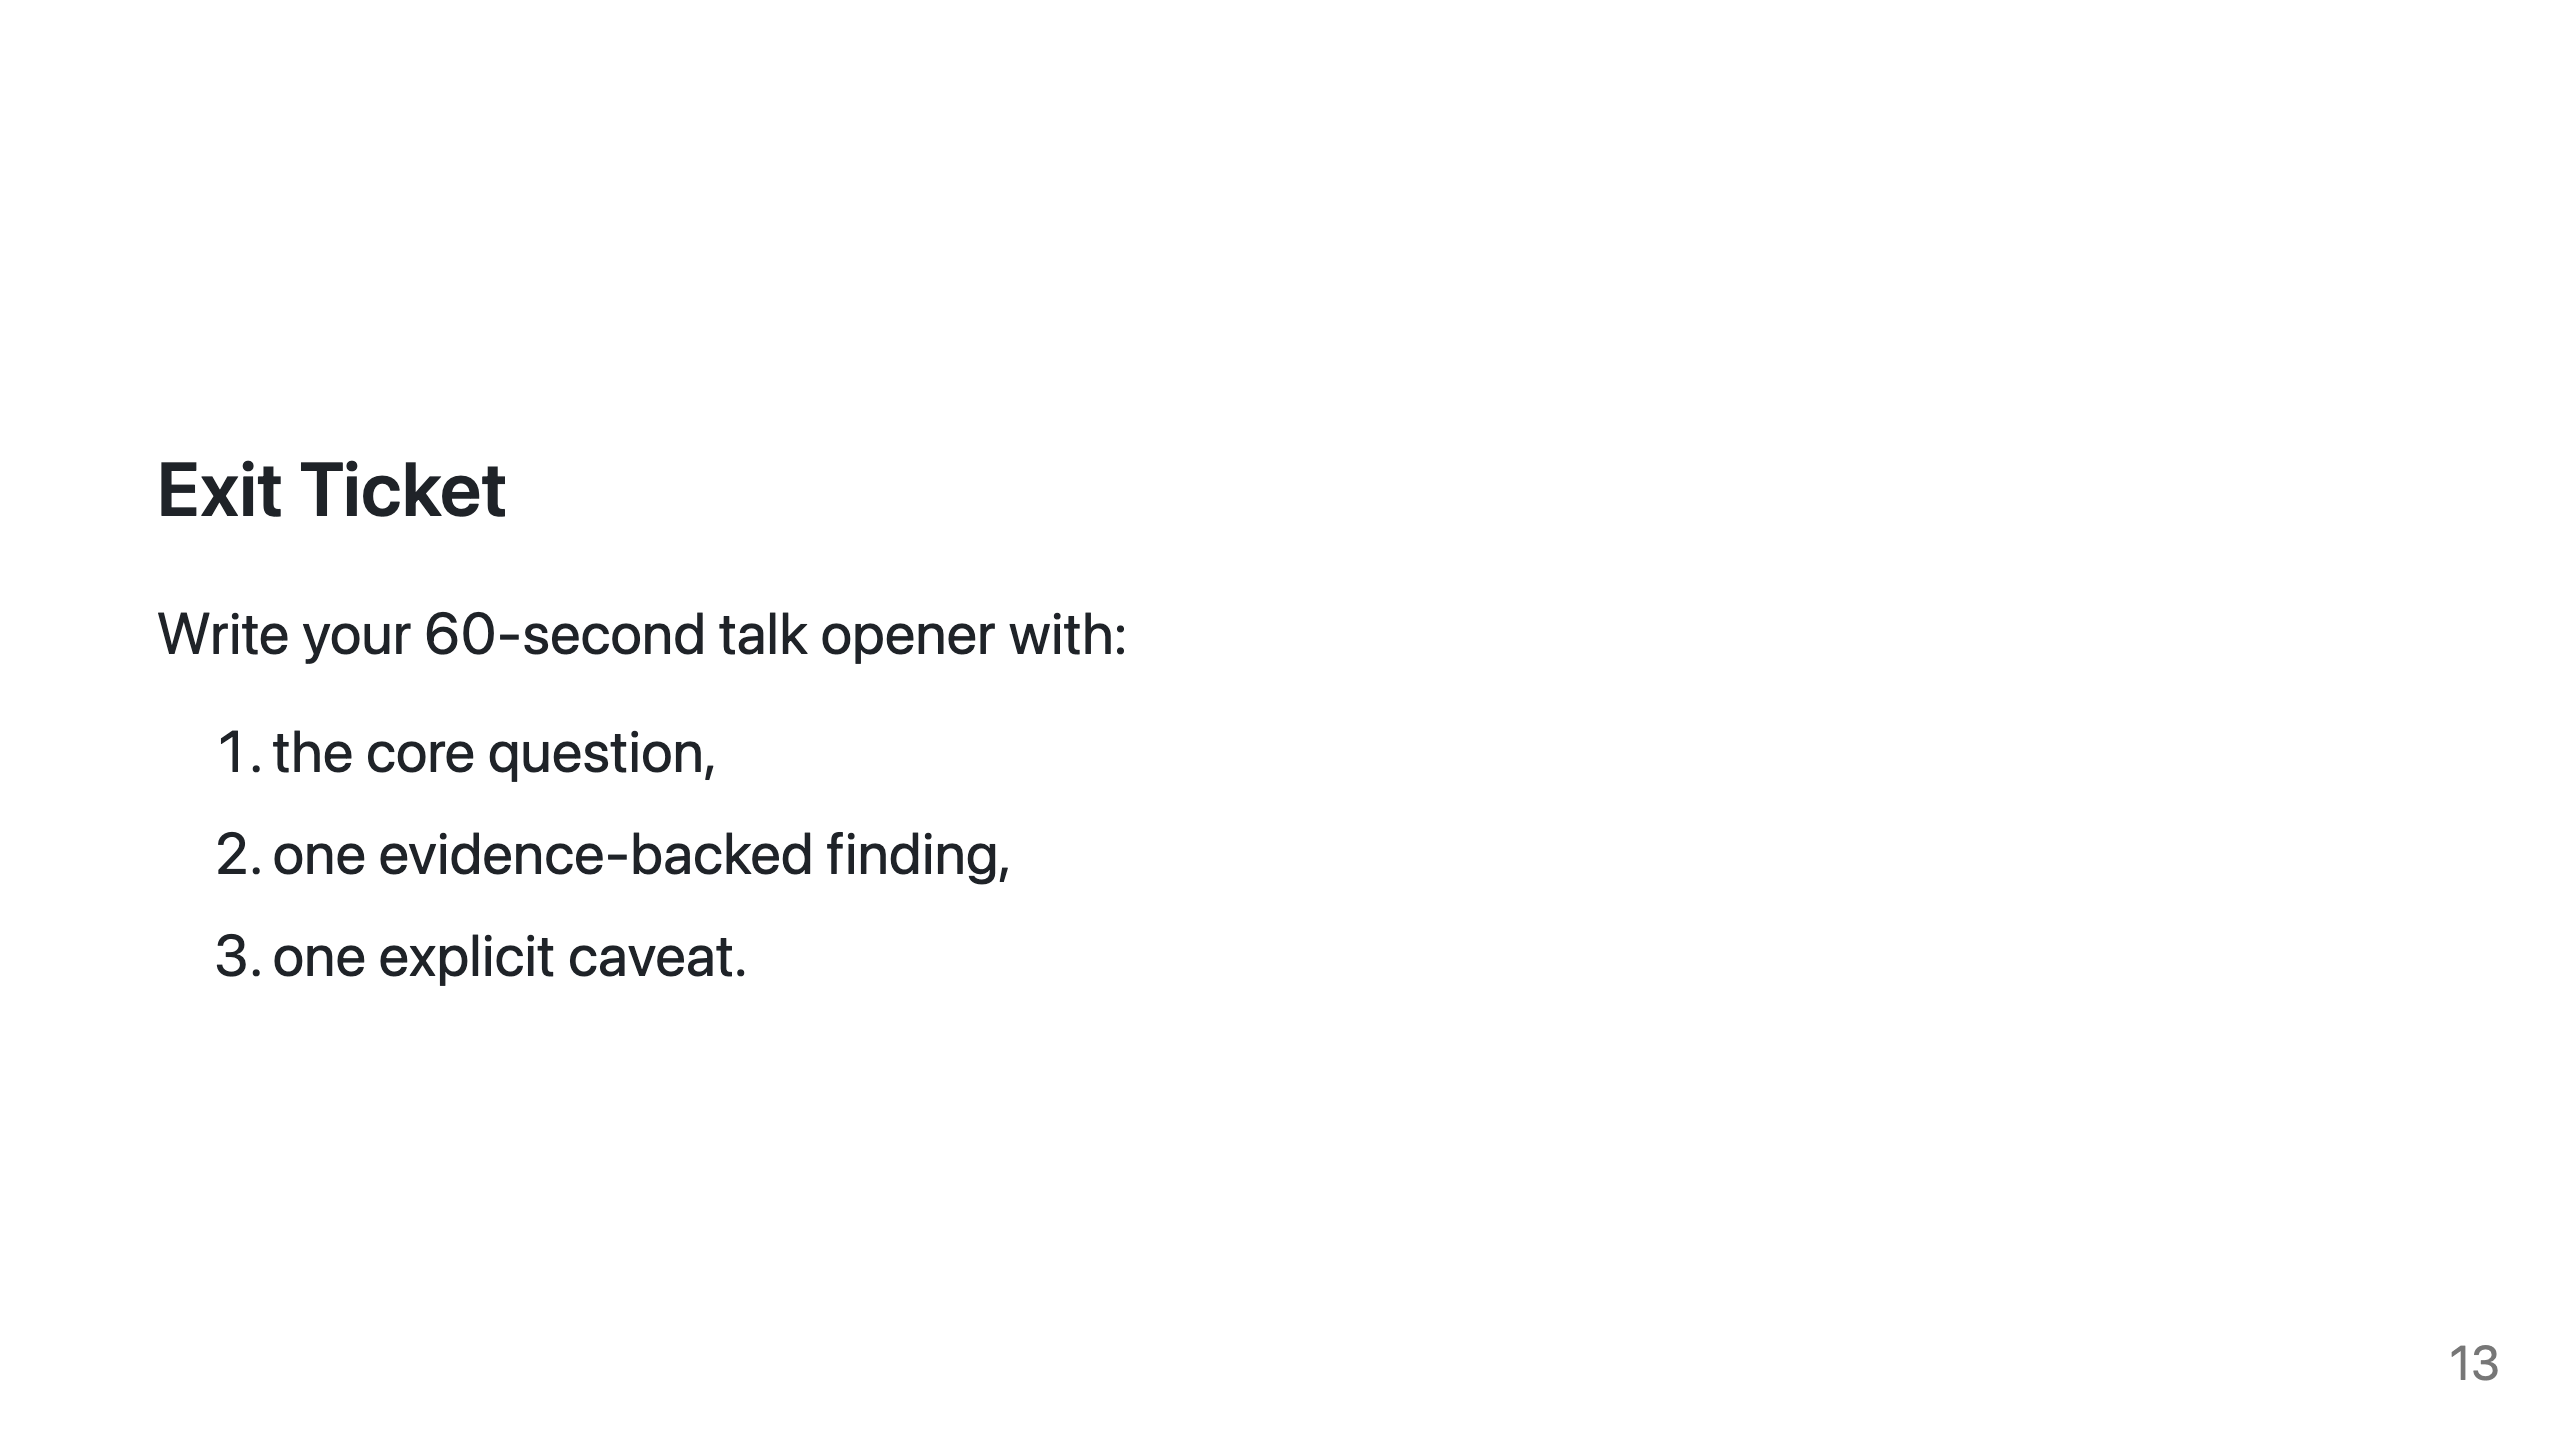 Exit Ticket
Write your 60-second talk opener with:
1. the core question,
2. one evidence-backed finding,
3. one explicit caveat.
13